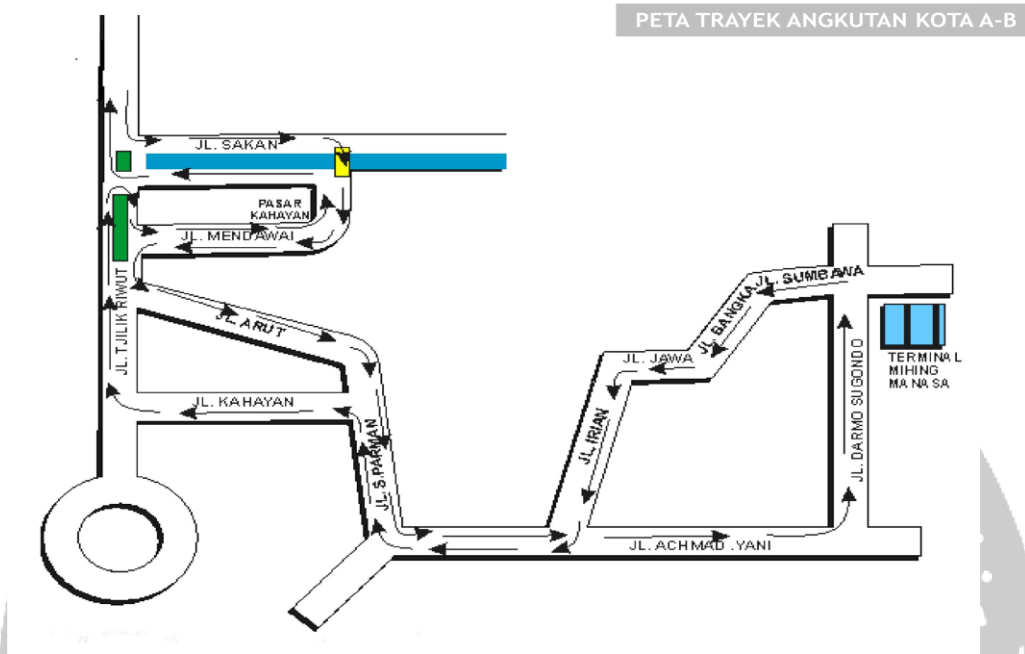 PETA TRAYEK ANGKUTAN KOTA A-B
JL. SAKAN
PASAR
KAHAYAN
JL. MENDAWAI
JL. TJILIK RIWUT
JL. ARUT
JL. KAHAYAN
JL. S.PARMAN
JL. SUMBAWA
JL. BANGKA
JL. JAWA
JL. IRIAN
JL. DARMO SUGONDO
TERMINAL
MIHING
MANASA
JL. ACHMAD .YANI